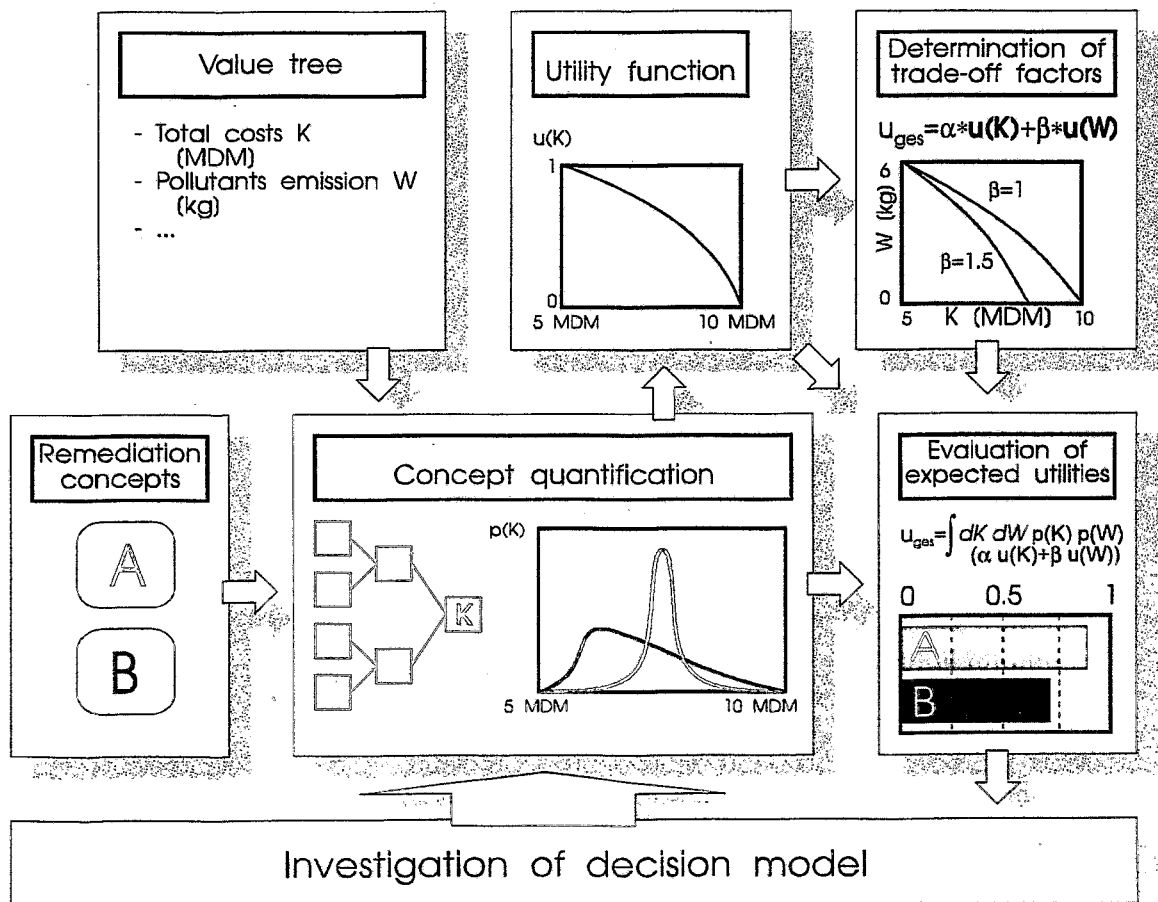 Value tree
- Total costs K
(MDM)
- Pollutants emission W
(kg)
- ...
Utility function
u(K)
1
0
5 MDM
10 MDM
Determination of
trade-off factors
u_ges=α*u(K)+β*u(W)
6
W (kg)
0
β=1
β=1.5
5
K (MDM)
10
Remediation
concepts
A
B
Concept quantification
K
p(K)
5 MDM
10 MDM
Evaluation of
expected utilities
u_ges=∫ dK dW p(K) p(W)
(α u(K)+β u(W))
0
0.5
1
A
B
Investigation of decision model